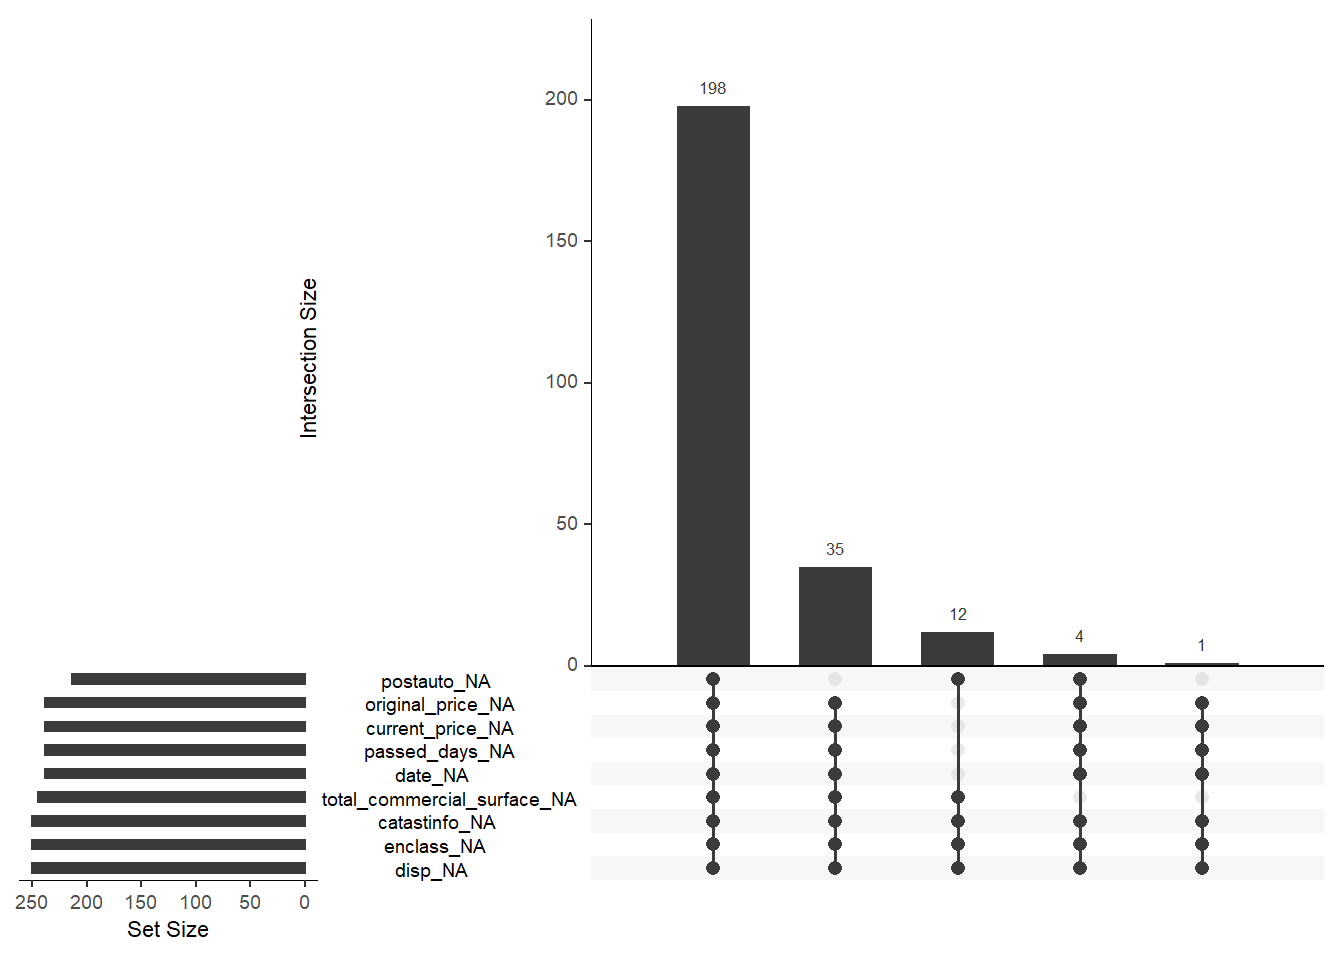 198
200
150
Intersection Size
100
50
35
12
4
1
0
postauto_NA
original_price_NA
current_price_NA
passed_days_NA
date_NA
total_commercial_surface_NA
catastinfo_NA
enclass_NA
disp_NA
250 200 150 100 50 0
Set Size